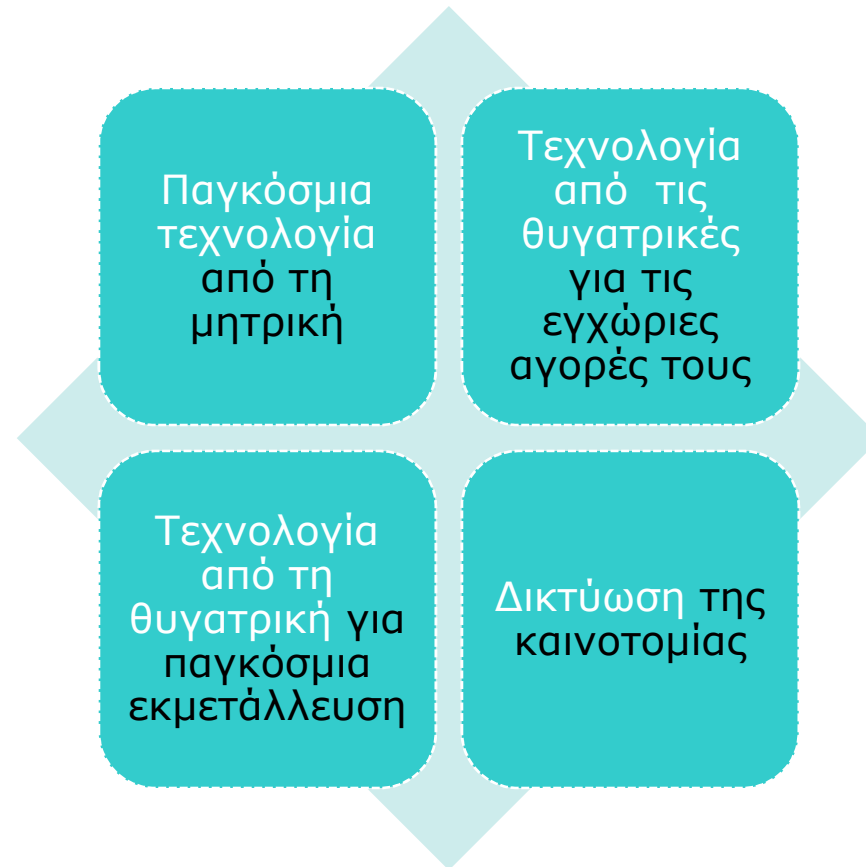 Παγκόσμια
τεχνολογία
από τη
μητρική
Τεχνολογία
από τις
θυγατρικές
για τις
εγχώριες
αγορές τους
Τεχνολογία
από τη
θυγατρική για
παγκόσμια
εκμετάλλευση
Δικτύωση της
καινοτομίας